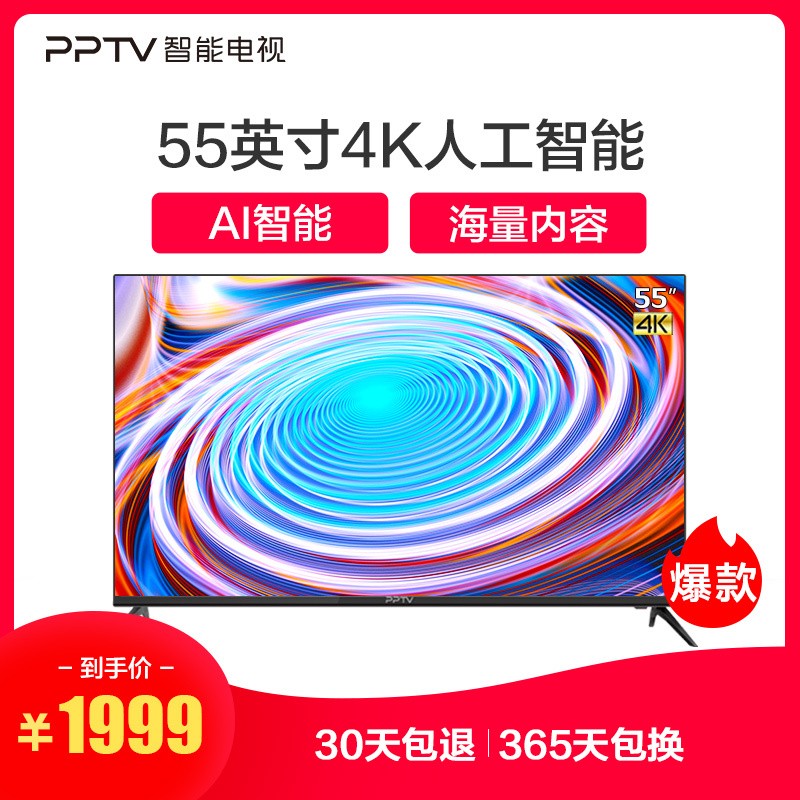 PPTV智能电视
55英寸4K人工智能
AI智能
海量内容
55"
4K
PPTV
爆款
- 到手价 -
¥1999
30天包退|365天包换